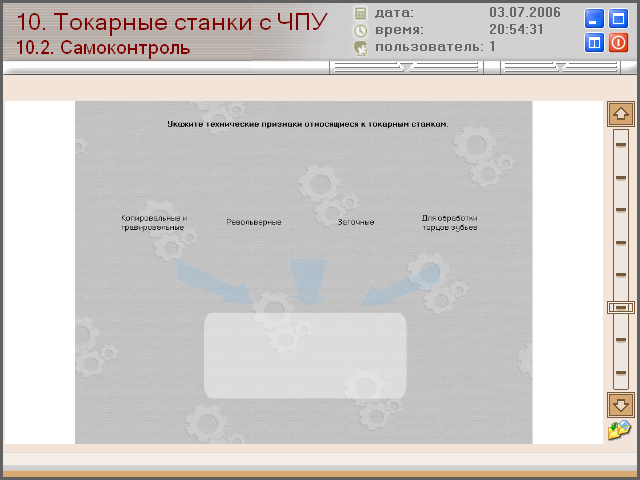 10. Токарные станки с ЧПУ
10.2. Самоконтроль
дата: 03.07.2006
время: 20:54:31
пользователь: 1
Укажите технические признаки относящиеся к токарным станкам.
Копировальные и
гравировальные
Револьверные
Заточные
Для обработки
торцов зубьев